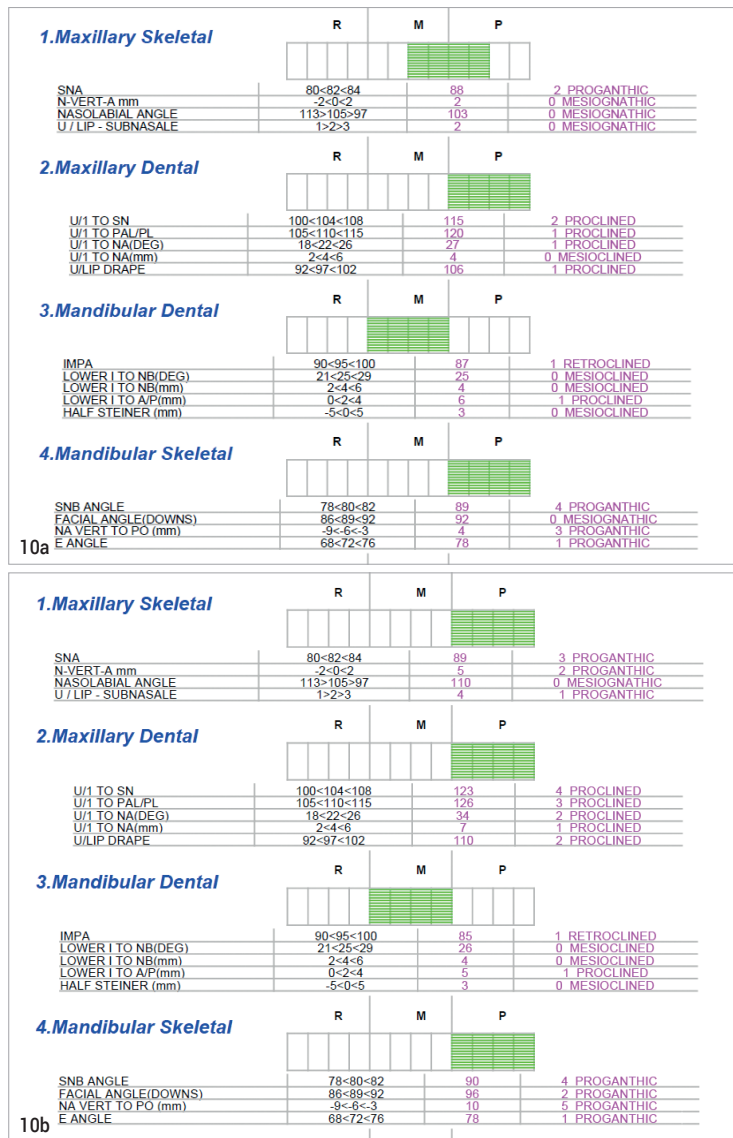 R M P
1.Maxillary Skeletal
SNA 80<82<84 88 2 PROGANTHIC
N-VERT-A mm -2<0<2 2 0 MESIOGNATHIC
NASOLABIAL ANGLE 113>105>97 103 0 MESIOGNATHIC
U / LIP - SUBNASALE 1>2>3 2 0 MESIOGNATHIC
R M P
2.Maxillary Dental
U/1 TO SN 100<104<108 115 2 PROCLINED
U/1 TO PAL/PL 105<110<115 120 1 PROCLINED
U/1 TO NA(DEG) 18<22<26 27 1 PROCLINED
U/1 TO NA(mm) 2<4<6 4 0 MESIOCLINED
U/LIP DRAPE 92<97<102 106 1 PROCLINED
R M P
3.Mandibular Dental
IMPA 90<95<100 87 1 RETROCLINED
LOWER I TO NB(DEG) 21<25<29 25 0 MESIOCLINED
LOWER I TO NB(mm) 2<4<6 4 0 MESIOCLINED
LOWER I TO A/P(mm) 0<2<4 6 1 PROCLINED
HALF STEINER (mm) -5<0<5 3 0 MESIOCLINED
R M P
4.Mandibular Skeletal
SNB ANGLE 78<80<82 89 4 PROGANTHIC
FACIAL ANGLE(DOWNS) 86<89<92 92 0 MESIOGNATHIC
NA VERT TO PO (mm) -9<-6<-3 4 3 PROGANTHIC
E ANGLE 68<72<76 78 1 PROGANTHIC
10a
R M P
1.Maxillary Skeletal
SNA 80<82<84 89 3 PROGANTHIC
N-VERT-A mm -2<0<2 5 2 PROGANTHIC
NASOLABIAL ANGLE 113>105>97 110 0 MESIOGNATHIC
U / LIP - SUBNASALE 1>2>3 4 1 PROGANTHIC
R M P
2.Maxillary Dental
U/1 TO SN 100<104<108 123 4 PROCLINED
U/1 TO PAL/PL 105<110<115 126 3 PROCLINED
U/1 TO NA(DEG) 18<22<26 34 2 PROCLINED
U/1 TO NA(mm) 2<4<6 7 1 PROCLINED
U/LIP DRAPE 92<97<102 110 2 PROCLINED
R M P
3.Mandibular Dental
IMPA 90<95<100 85 1 RETROCLINED
LOWER I TO NB(DEG) 21<25<29 26 0 MESIOCLINED
LOWER I TO NB(mm) 2<4<6 4 0 MESIOCLINED
LOWER I TO A/P(mm) 0<2<4 5 1 PROCLINED
HALF STEINER (mm) -5<0<5 3 0 MESIOCLINED
R M P
4.Mandibular Skeletal
SNB ANGLE 78<80<82 90 4 PROGANTHIC
FACIAL ANGLE(DOWNS) 86<89<92 96 2 PROGANTHIC
NA VERT TO PO (mm) -9<-6<-3 10 5 PROGANTHIC
E ANGLE 68<72<76 78 1 PROGANTHIC
10b